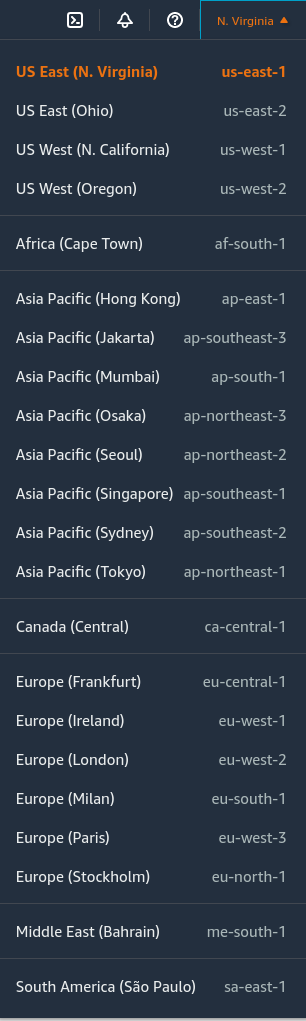 N. Virginia
US East (N. Virginia) us-east-1
US East (Ohio) us-east-2
US West (N. California) us-west-1
US West (Oregon) us-west-2
Africa (Cape Town) af-south-1
Asia Pacific (Hong Kong) ap-east-1
Asia Pacific (Jakarta) ap-southeast-3
Asia Pacific (Mumbai) ap-south-1
Asia Pacific (Osaka) ap-northeast-3
Asia Pacific (Seoul) ap-northeast-2
Asia Pacific (Singapore) ap-southeast-1
Asia Pacific (Sydney) ap-southeast-2
Asia Pacific (Tokyo) ap-northeast-1
Canada (Central) ca-central-1
Europe (Frankfurt) eu-central-1
Europe (Ireland) eu-west-1
Europe (London) eu-west-2
Europe (Milan) eu-south-1
Europe (Paris) eu-west-3
Europe (Stockholm) eu-north-1
Middle East (Bahrain) me-south-1
South America (São Paulo) sa-east-1